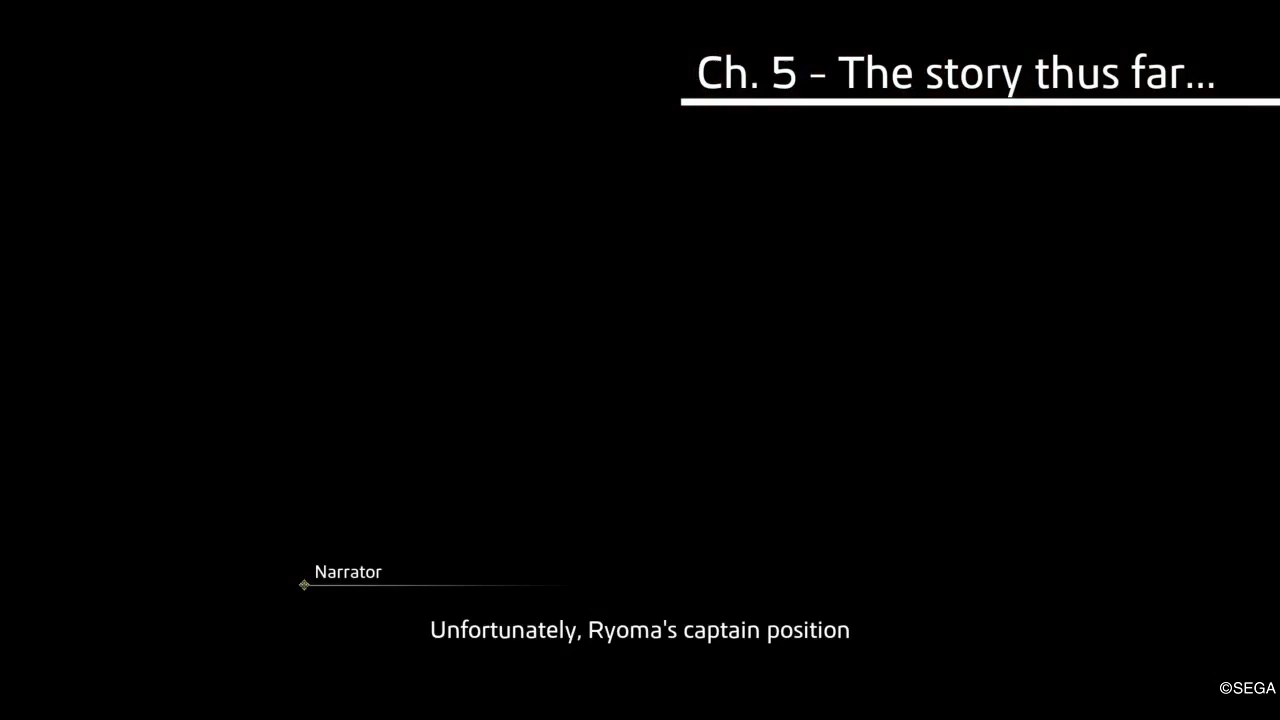 Ch. 5 - The story thus far...
Narrator
Unfortunately, Ryoma's captain position
©SEGA